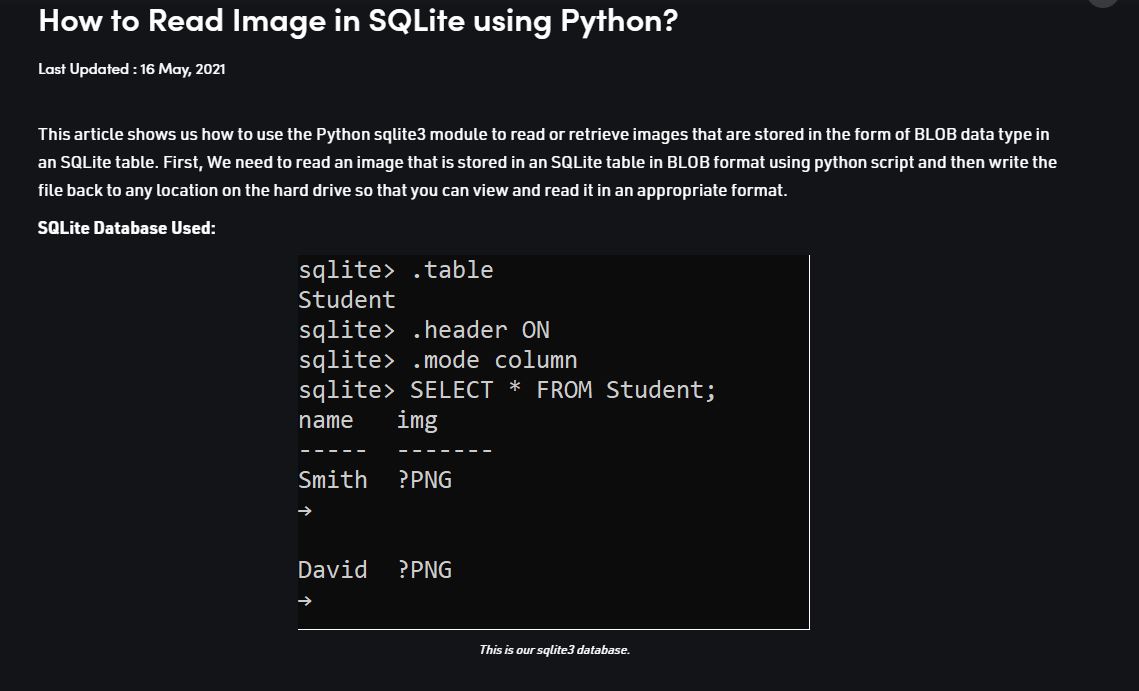 How to Read Image in SQLite using Python?
Last Updated : 16 May, 2021
This article shows us how to use the Python sqlite3 module to read or retrieve images that are stored in the form of BLOB data type in
an SQLite table. First, We need to read an image that is stored in an SQLite table in BLOB format using python script and then write the
file back to any location on the hard drive so that you can view and read it in an appropriate format.
SQLite Database Used:
sqlite> .table
Student
sqlite> .header ON
sqlite> .mode column
sqlite> SELECT * FROM Student;
name   img
-----  -------
Smith  ?PNG
→
David  ?PNG
→
This is our sqlite3 database.